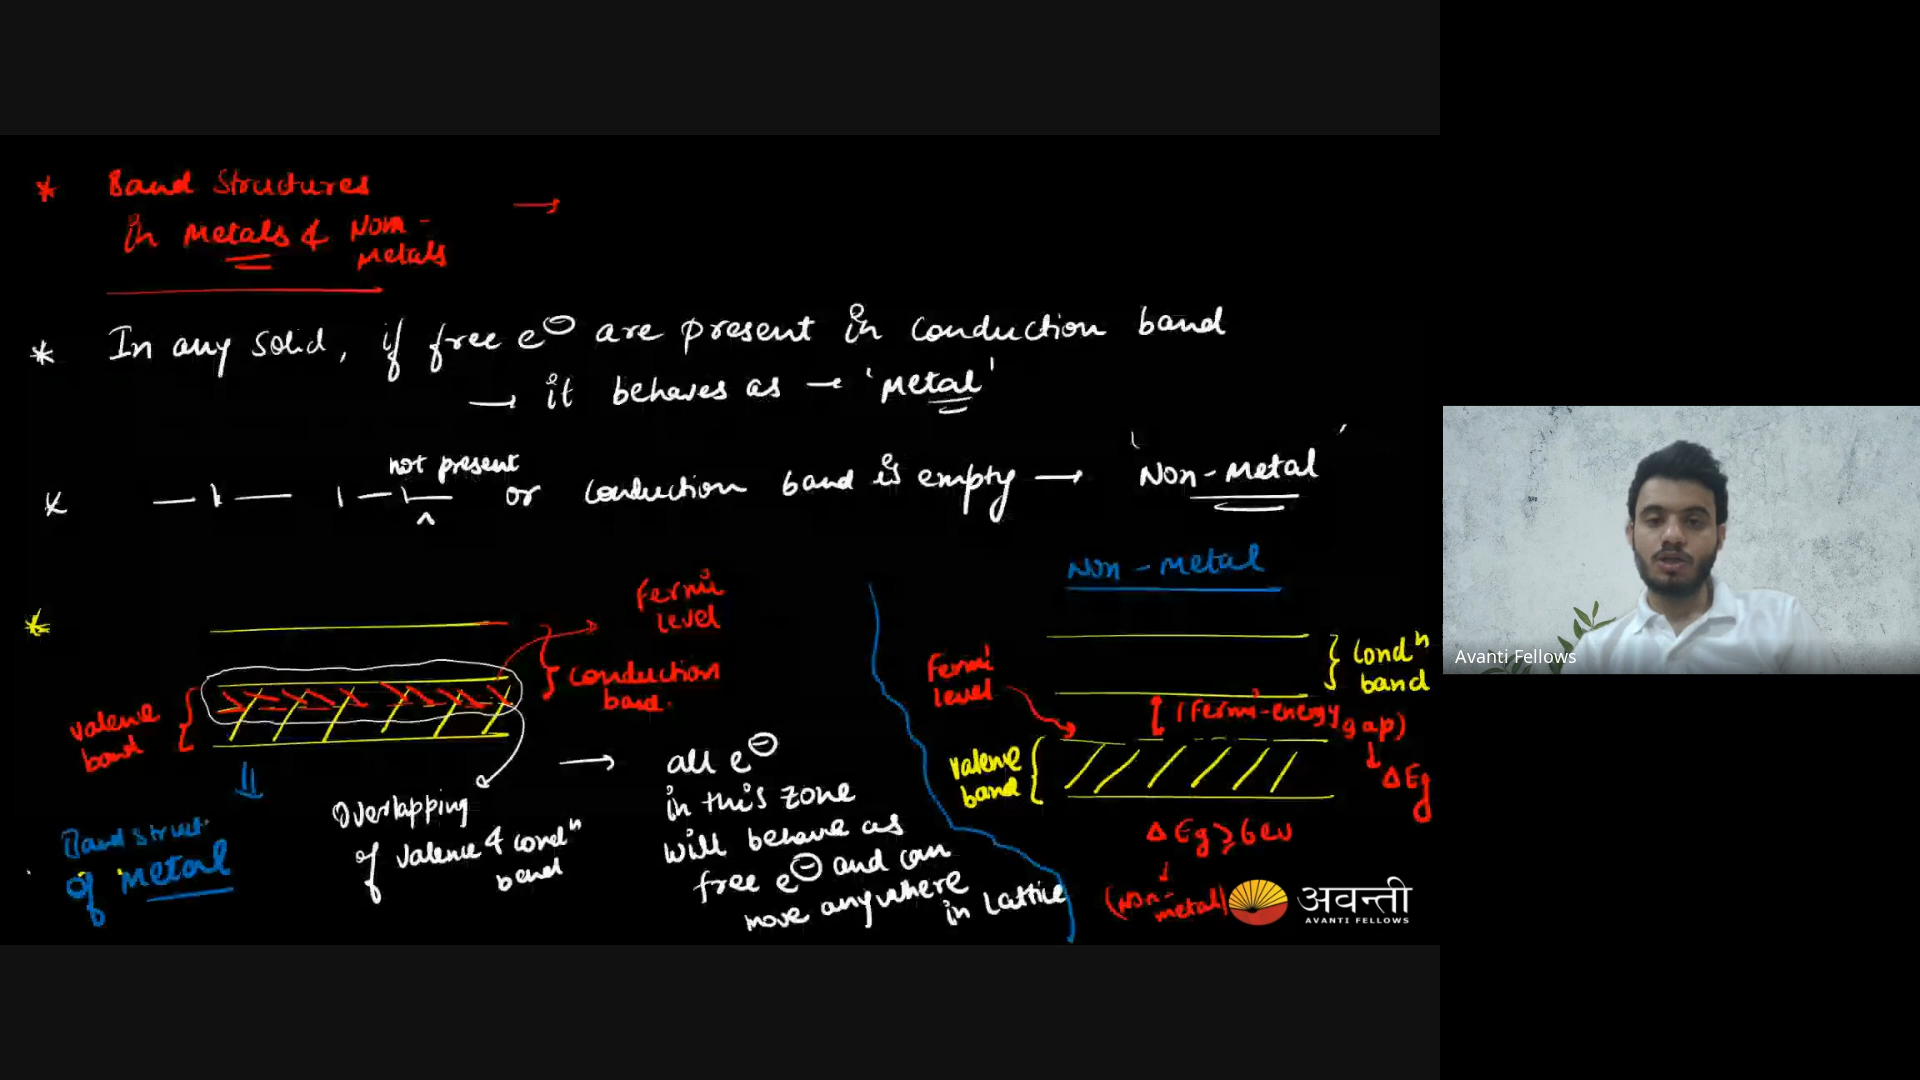 * Band Structures
in Metals & Non-
Metals →
* In any solid, if free e⊖ are present in conduction band
→ it behaves as → 'Metal'
* not present
or conduction band is empty → 'Non-Metal'
*
Fermi
level
Conduction
band.
Valence
band
Band struct.
of Metal
Overlapping
of Valence & condⁿ
band
→ all e⊖
in this zone
will behave as
free e⊖ and can
move anywhere
in Lattice
Non-Metal
Condⁿ
band
Fermi
level
(Fermi-energy
gap)
ΔEg
Valence
band
ΔEg ≥ 6eV
(Non-
metal)
अवन्ती
AVANTI FELLOWS
Avanti Fellows